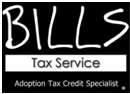 BILLS
Tax Service
Adoption Tax Credit Specialist